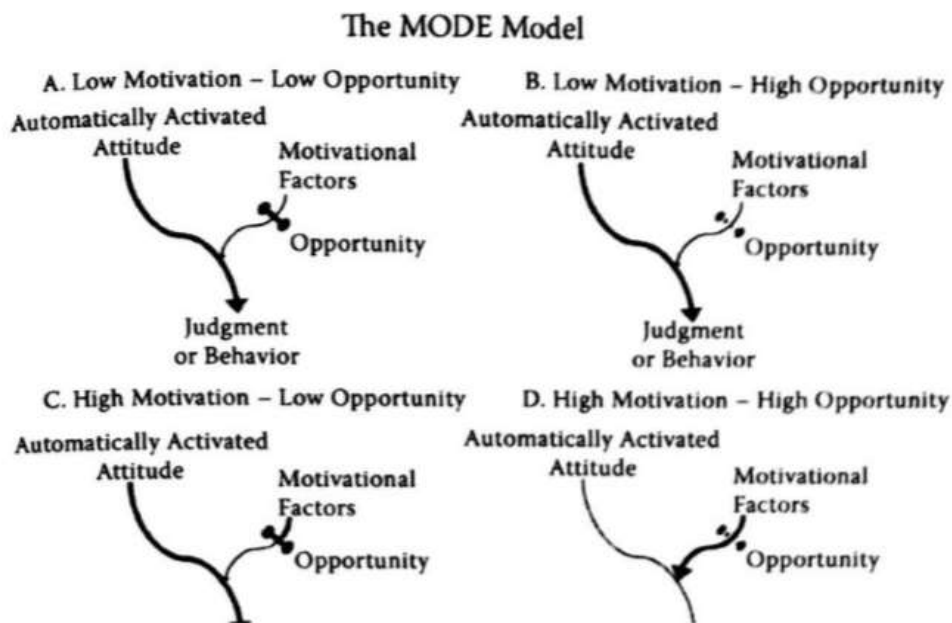 The MODE Model
A. Low Motivation – Low Opportunity
Automatically Activated
Attitude
Motivational
Factors
Opportunity
Judgment
or Behavior
B. Low Motivation – High Opportunity
Automatically Activated
Attitude
Motivational
Factors
Opportunity
Judgment
or Behavior
C. High Motivation – Low Opportunity
Automatically Activated
Attitude
Motivational
Factors
Opportunity
D. High Motivation – High Opportunity
Automatically Activated
Attitude
Motivational
Factors
Opportunity